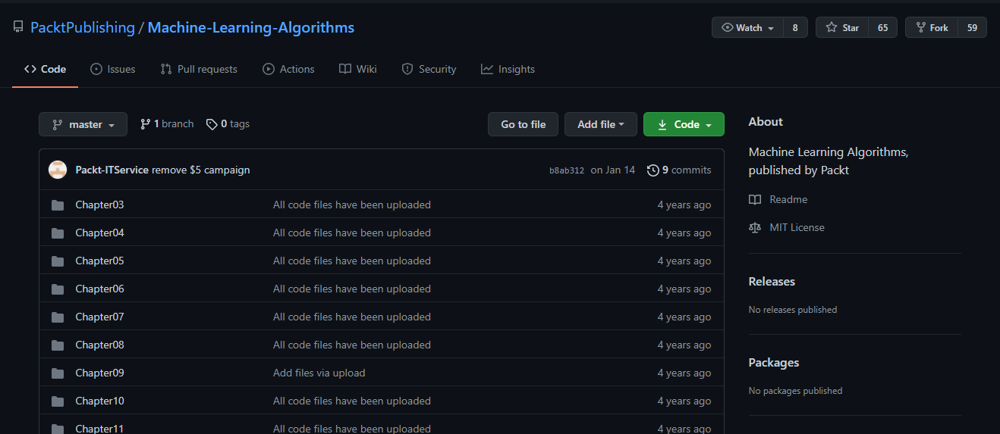 PacktPublishing / Machine-Learning-Algorithms
Watch 8 Star 65 Fork 59
Code Issues Pull requests Actions Wiki Security Insights
master 1 branch 0 tags Go to file Add file Code
Packt-ITService remove $5 campaign b8ab312 on Jan 14 9 commits
Chapter03 All code files have been uploaded 4 years ago
Chapter04 All code files have been uploaded 4 years ago
Chapter05 All code files have been uploaded 4 years ago
Chapter06 All code files have been uploaded 4 years ago
Chapter07 All code files have been uploaded 4 years ago
Chapter08 All code files have been uploaded 4 years ago
Chapter09 Add files via upload 4 years ago
Chapter10 All code files have been uploaded 4 years ago
Chapter11 All code files have been uploaded 4 years ago
About
Machine Learning Algorithms,
published by Packt
Readme
MIT License
Releases
No releases published
Packages
No packages published